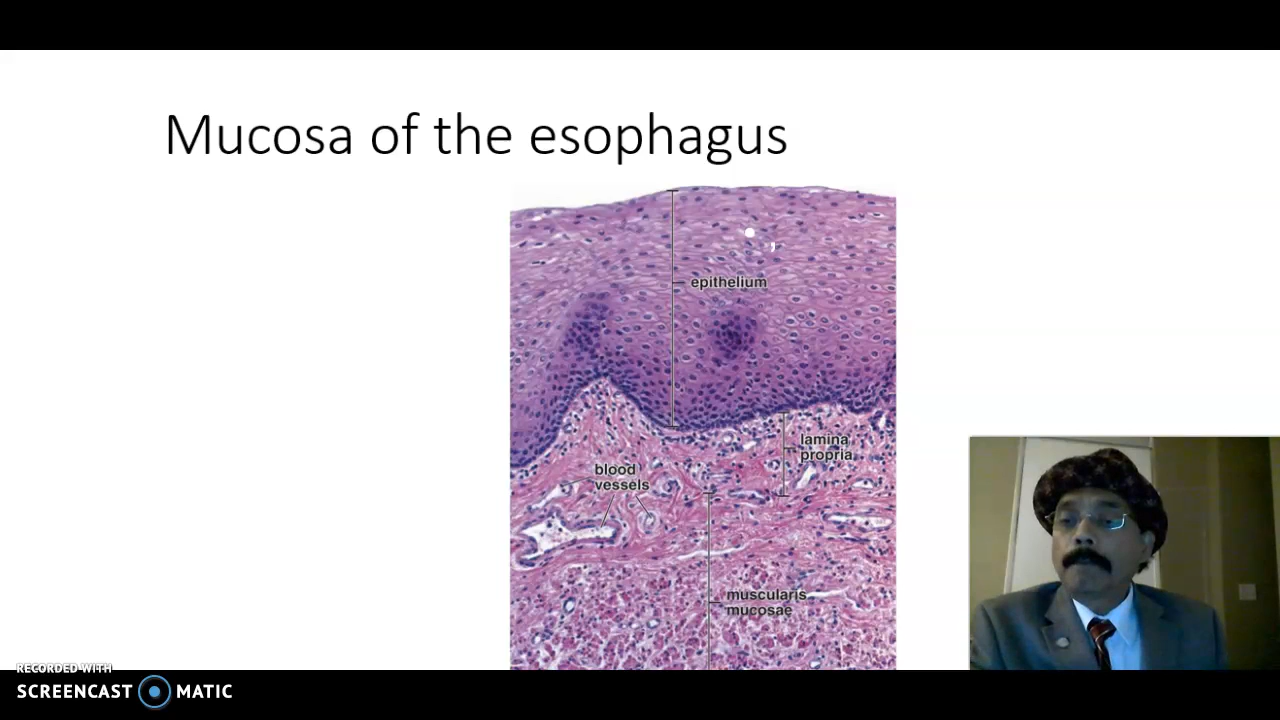 Mucosa of the esophagus
epithelium
lamina
propria
blood
vessels
muscularis
mucosae
RECORDED WITH
SCREENCAST MATIC